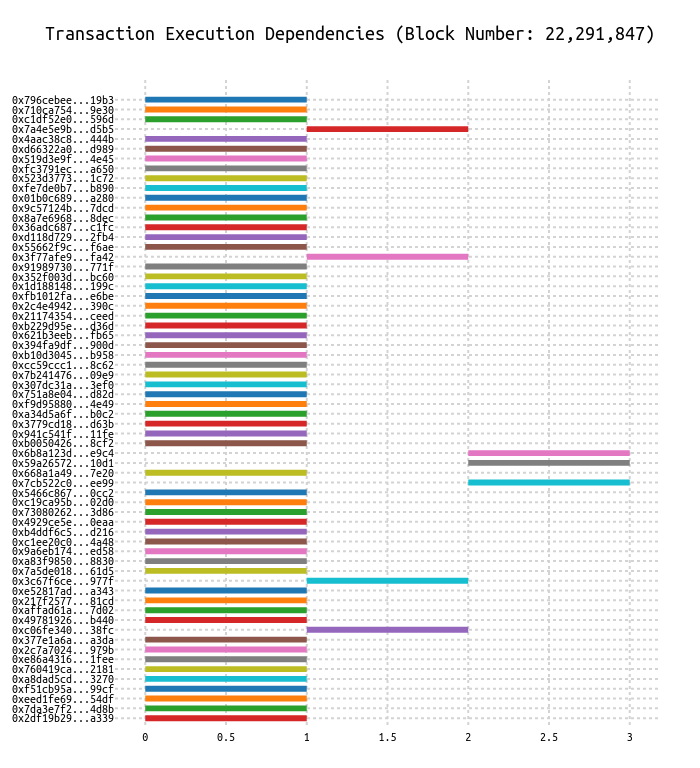 Transaction Execution Dependencies (Block Number: 22,291,847)
0x796cebee...19b3
0x710ca754...9e30
0xc1df52e0...596d
0x7a4e5e9b...d5b5
0x4aac38c8...444b
0xd66322a0...d989
0x519d3e9f...4e45
0xfc3791ec...a650
0x523d3773...1c72
0xfe7de0b7...b890
0x01b0c689...a280
0x9c57124b...7dcd
0x8a7e6968...8dec
0x36adc687...c1fc
0xd118d729...2fb4
0x55662f9c...f6ae
0x3f77afe9...fa42
0x91989730...771f
0x352f003d...bc60
0x1d188148...199c
0xfb1012fa...e6be
0x2c4e4942...390c
0x21174354...ceed
0xb229d95e...d36d
0x621b3eeb...fb65
0x394fa9df...900d
0xb10d3045...b958
0xcc59ccc1...8c62
0x7b241476...09e9
0x307dc31a...3ef0
0x751a8e04...d82d
0xf9d95880...4e49
0xa34d5a6f...b0c2
0x3779cd18...d63b
0x941c541f...11fe
0xb0050426...8cf2
0x6b8a123d...e9c4
0x59a26572...10d1
0x668a1a49...7e20
0x7cb522c0...ee99
0x5466c867...0cc2
0xc19ca95b...02d0
0x73080262...3d86
0x4929ce5e...0eaa
0xb4ddf6c5...d216
0xc1ee20c0...4a48
0x9a6eb174...ed58
0xa83f9850...8830
0x7a5de018...61d5
0x3c67f6ce...977f
0xe52817ad...a343
0x217f2577...81cd
0xaffad61a...7d02
0x49781926...b440
0xc06fe340...38fc
0x377e1a6a...a3da
0x2c7a7024...979b
0xe86a4316...1fee
0x760419ca...2181
0xa8dad5cd...3270
0xf51cb95a...99cf
0xeed1fe69...54df
0x7da3e7f2...4d8b
0x2df19b29...a339
0 0.5 1 1.5 2 2.5 3